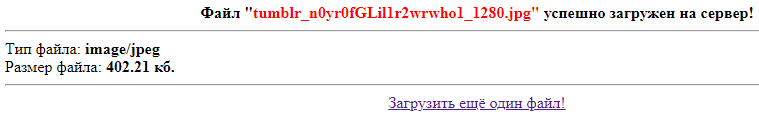 Файл "tumblr_n0yr0fGLil1r2wrwho1_1280.jpg" успешно загружен на сервер!
Тип файла: image/jpeg
Размер файла: 402.21 кб.
Загрузить ещё один файл!